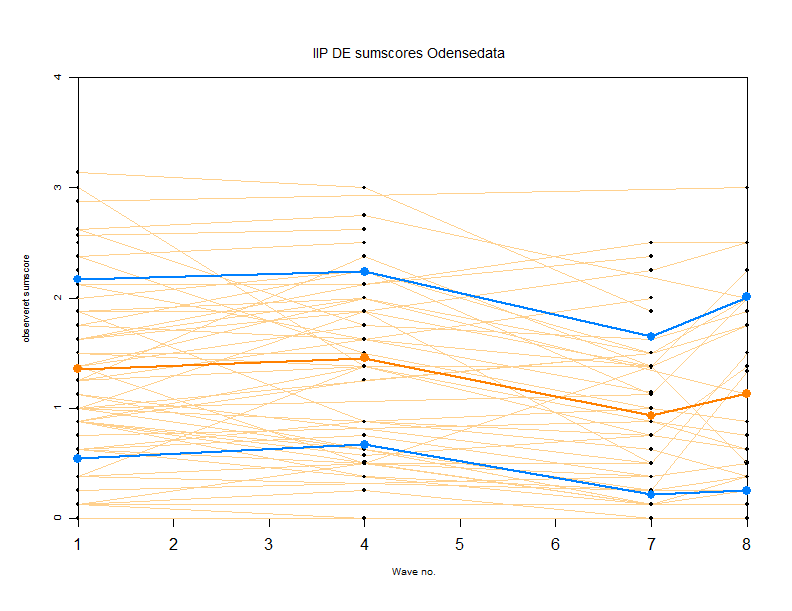 IIP DE sumscores Odensedata
4
3
2
1
0
observeret sumscore
1 2 3 4 5 6 7 8
Wave no.